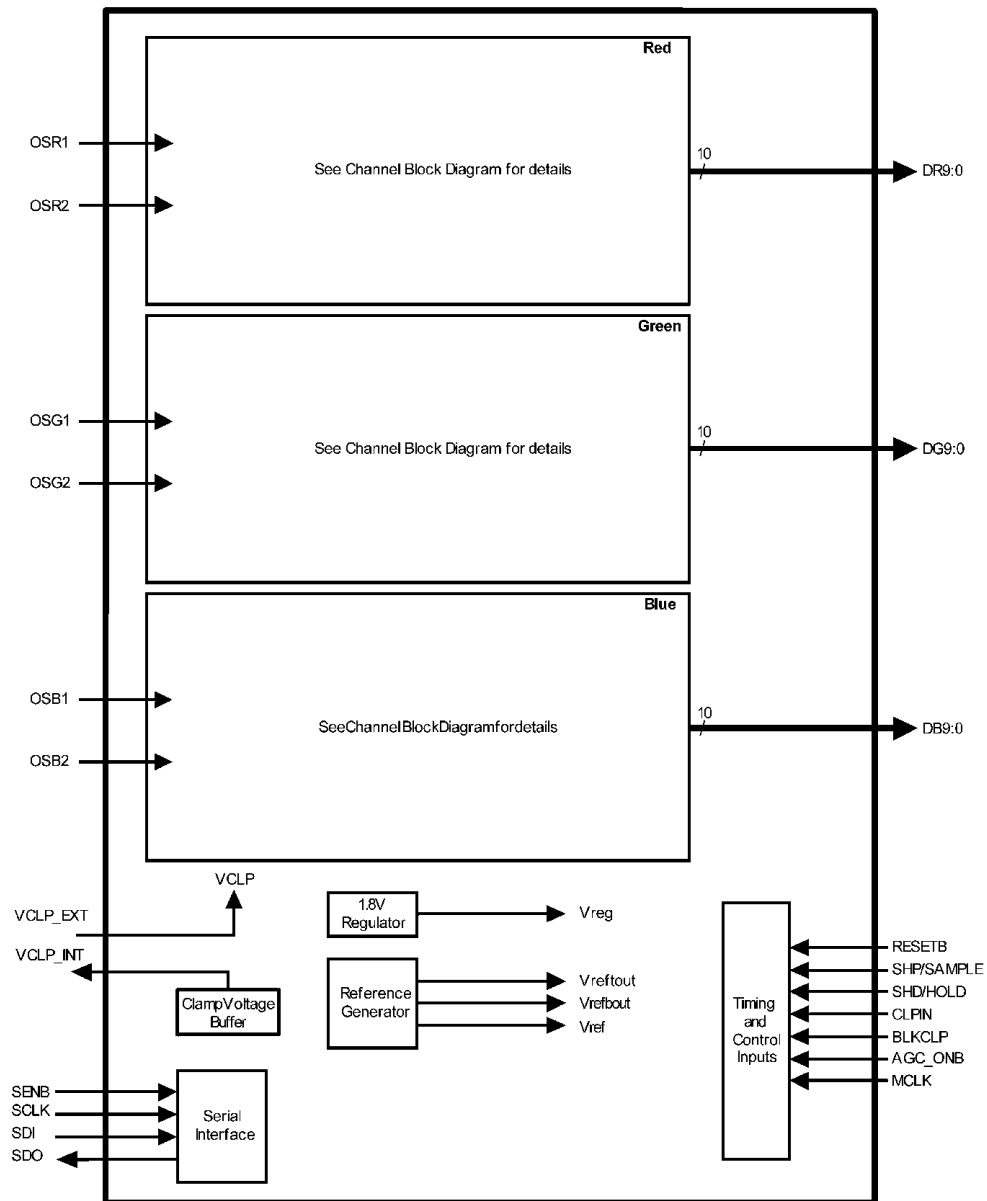 Red
OSR1
OSR2
See Channel Block Diagram for details
10
DR9:0
Green
OSG1
OSG2
See Channel Block Diagram for details
10
DG9:0
Blue
OSB1
OSB2
SeeChannelBlockDiagramfordetails
10
DB9:0
VCLP
VCLP_EXT
VCLP_INT
ClampVoltage
Buffer
1.8V
Regulator
Vreg
Reference
Generator
Vreftout
Vrefbout
Vref
Timing
and
Control
Inputs
RESETB
SHP/SAMPLE
SHD/HOLD
CLPIN
BLKCLP
AGC_ONB
MCLK
SENB
SCLK
SDI
SDO
Serial
Interface